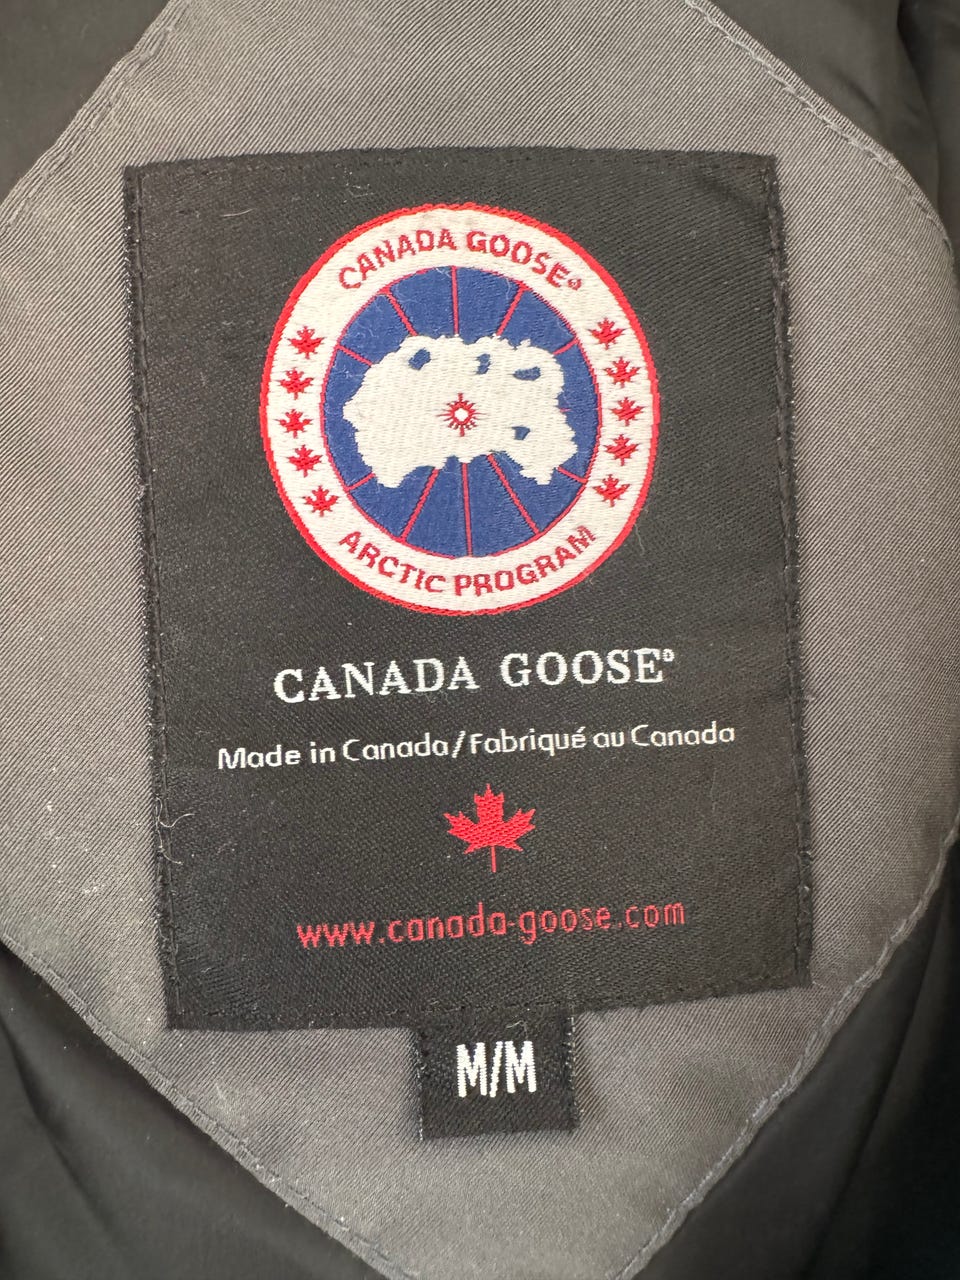 CANADA GOOSE®
ARCTIC PROGRAM
CANADA GOOSE®
Made in Canada/Fabriqué au Canada
www.canada-goose.com
M/M